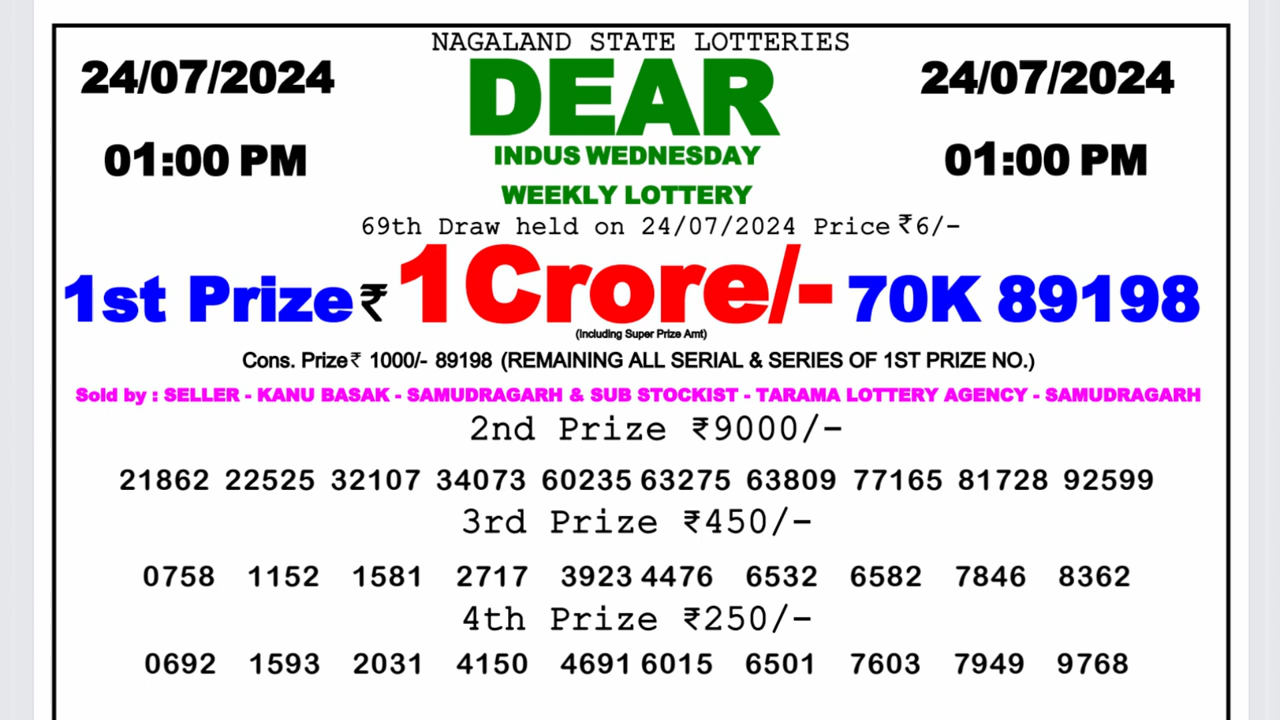 NAGALAND STATE LOTTERIES
24/07/2024 DEAR 24/07/2024
01:00 PM INDUS WEDNESDAY 01:00 PM
WEEKLY LOTTERY
69th Draw held on 24/07/2024 Price ₹6/-
1st Prize ₹ 1Crore/- 70K 89198
(Including Super Prize Amt)
Cons. Prize ₹ 1000/- 89198 (REMAINING ALL SERIAL & SERIES OF 1ST PRIZE NO.)
Sold by : SELLER - KANU BASAK - SAMUDRAGARH & SUB STOCKIST - TARAMA LOTTERY AGENCY - SAMUDRAGARH
2nd Prize ₹9000/-
21862 22525 32107 34073 60235 63275 63809 77165 81728 92599
3rd Prize ₹450/-
0758 1152 1581 2717 3923 4476 6532 6582 7846 8362
4th Prize ₹250/-
0692 1593 2031 4150 4691 6015 6501 7603 7949 9768